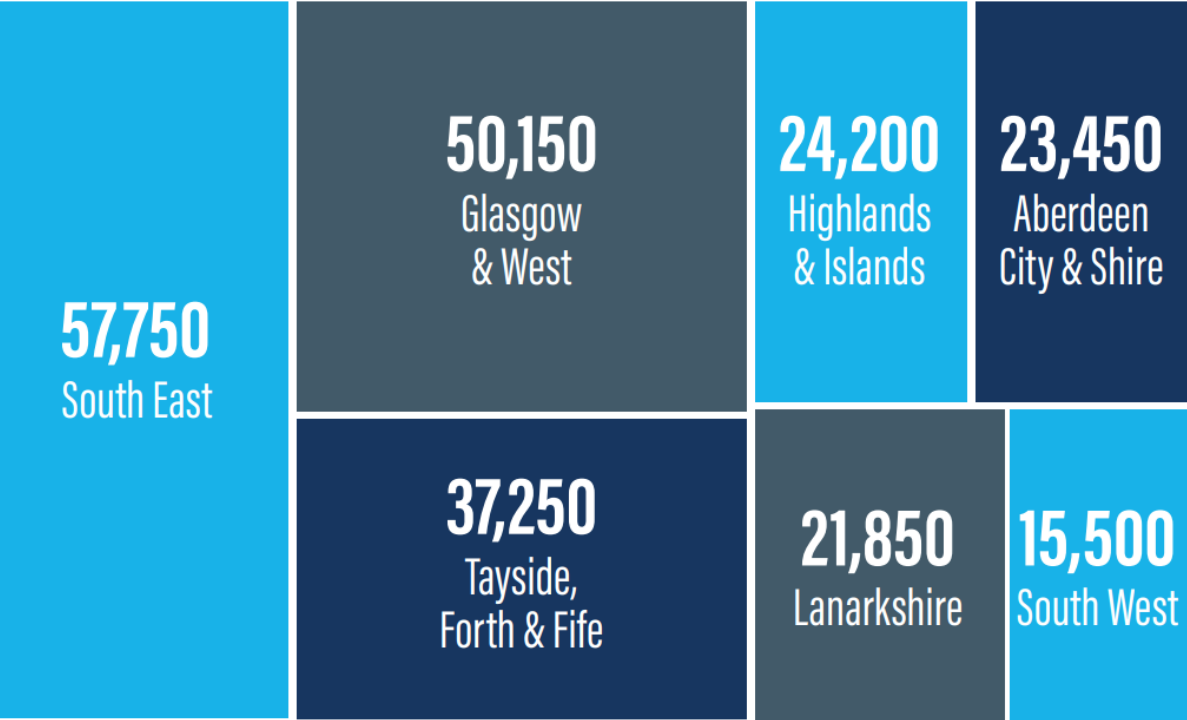 57,750
South East
50,150
Glasgow
& West
37,250
Tayside,
Forth & Fife
24,200
Highlands
& Islands
23,450
Aberdeen
City & Shire
21,850
Lanarkshire
15,500
South West